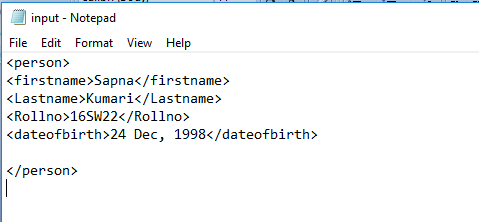 input - Notepad
File Edit Format View Help
<person>
<firstname>Sapna</firstname>
<Lastname>Kumari</Lastname>
<Rollno>16SW22</Rollno>
<dateofbirth>24 Dec, 1998</dateofbirth>
</person>